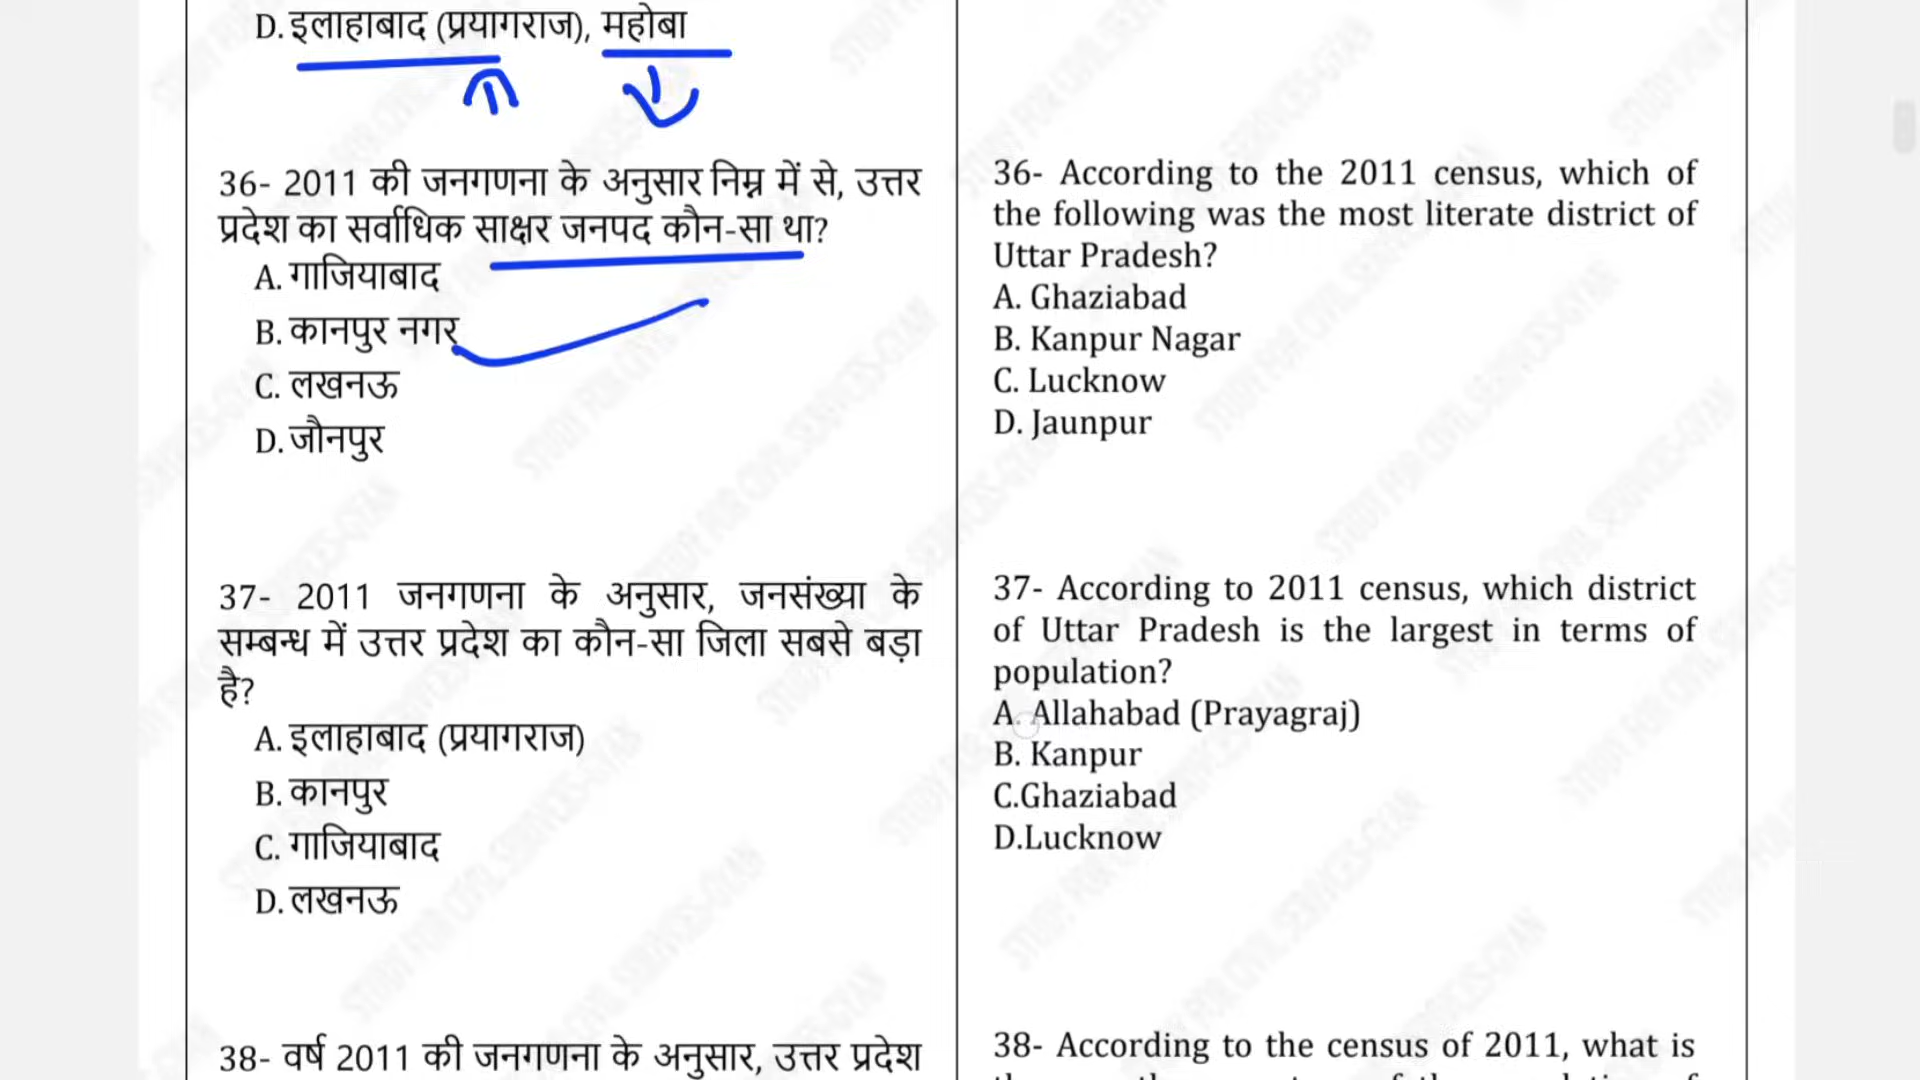 D. इलाहाबाद (प्रयागराज), महोबा
36- 2011 की जनगणना के अनुसार निम्न में से, उत्तर
प्रदेश का सर्वाधिक साक्षर जनपद कौन-सा था?
A. गाजियाबाद
B. कानपुर नगर
C. लखनऊ
D. जौनपुर
37- 2011 जनगणना के अनुसार, जनसंख्या के
सम्बन्ध में उत्तर प्रदेश का कौन-सा जिला सबसे बड़ा
है?
A. इलाहाबाद (प्रयागराज)
B. कानपुर
C. गाजियाबाद
D. लखनऊ
38- वर्ष 2011 की जनगणना के अनुसार, उत्तर प्रदेश
36- According to the 2011 census, which of
the following was the most literate district of
Uttar Pradesh?
A. Ghaziabad
B. Kanpur Nagar
C. Lucknow
D. Jaunpur
37- According to 2011 census, which district
of Uttar Pradesh is the largest in terms of
population?
A. Allahabad (Prayagraj)
B. Kanpur
C.Ghaziabad
D.Lucknow
38- According to the census of 2011, what is
STUDY FOR CIVIL SERVICES-GYAN